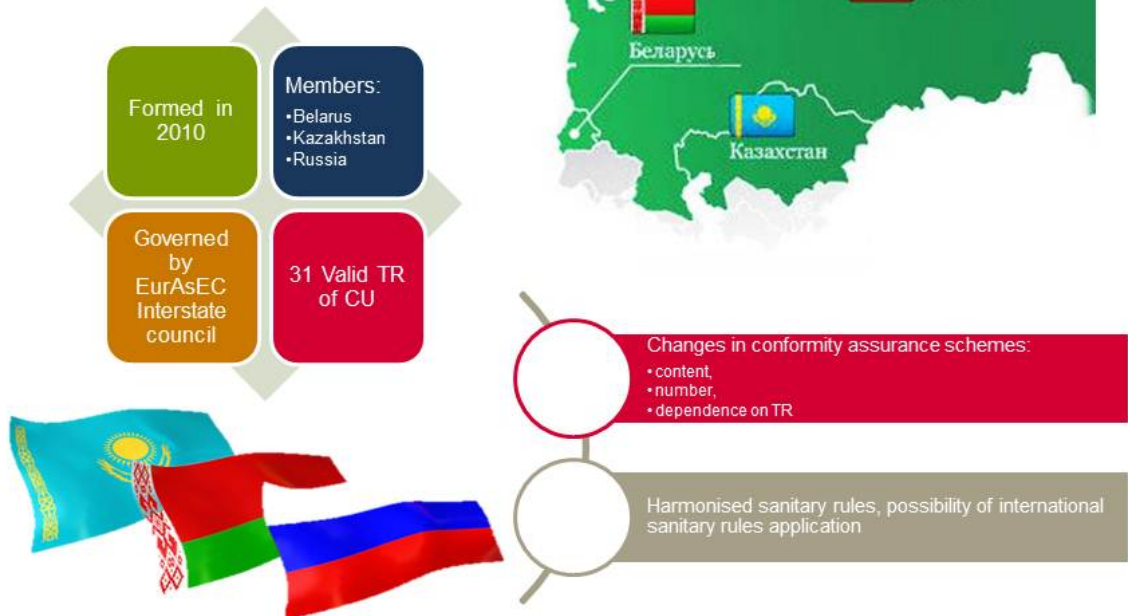 Formed in
2010
Members:
•Belarus
•Kazakhstan
•Russia
Governed
by
EurAsEC
Interstate
council
31 Valid TR
of CU
Беларусь
Казахстан
Changes in conformity assurance schemes:
• content,
• number,
• dependence on TR
Harmonised sanitary rules, possibility of international
sanitary rules application